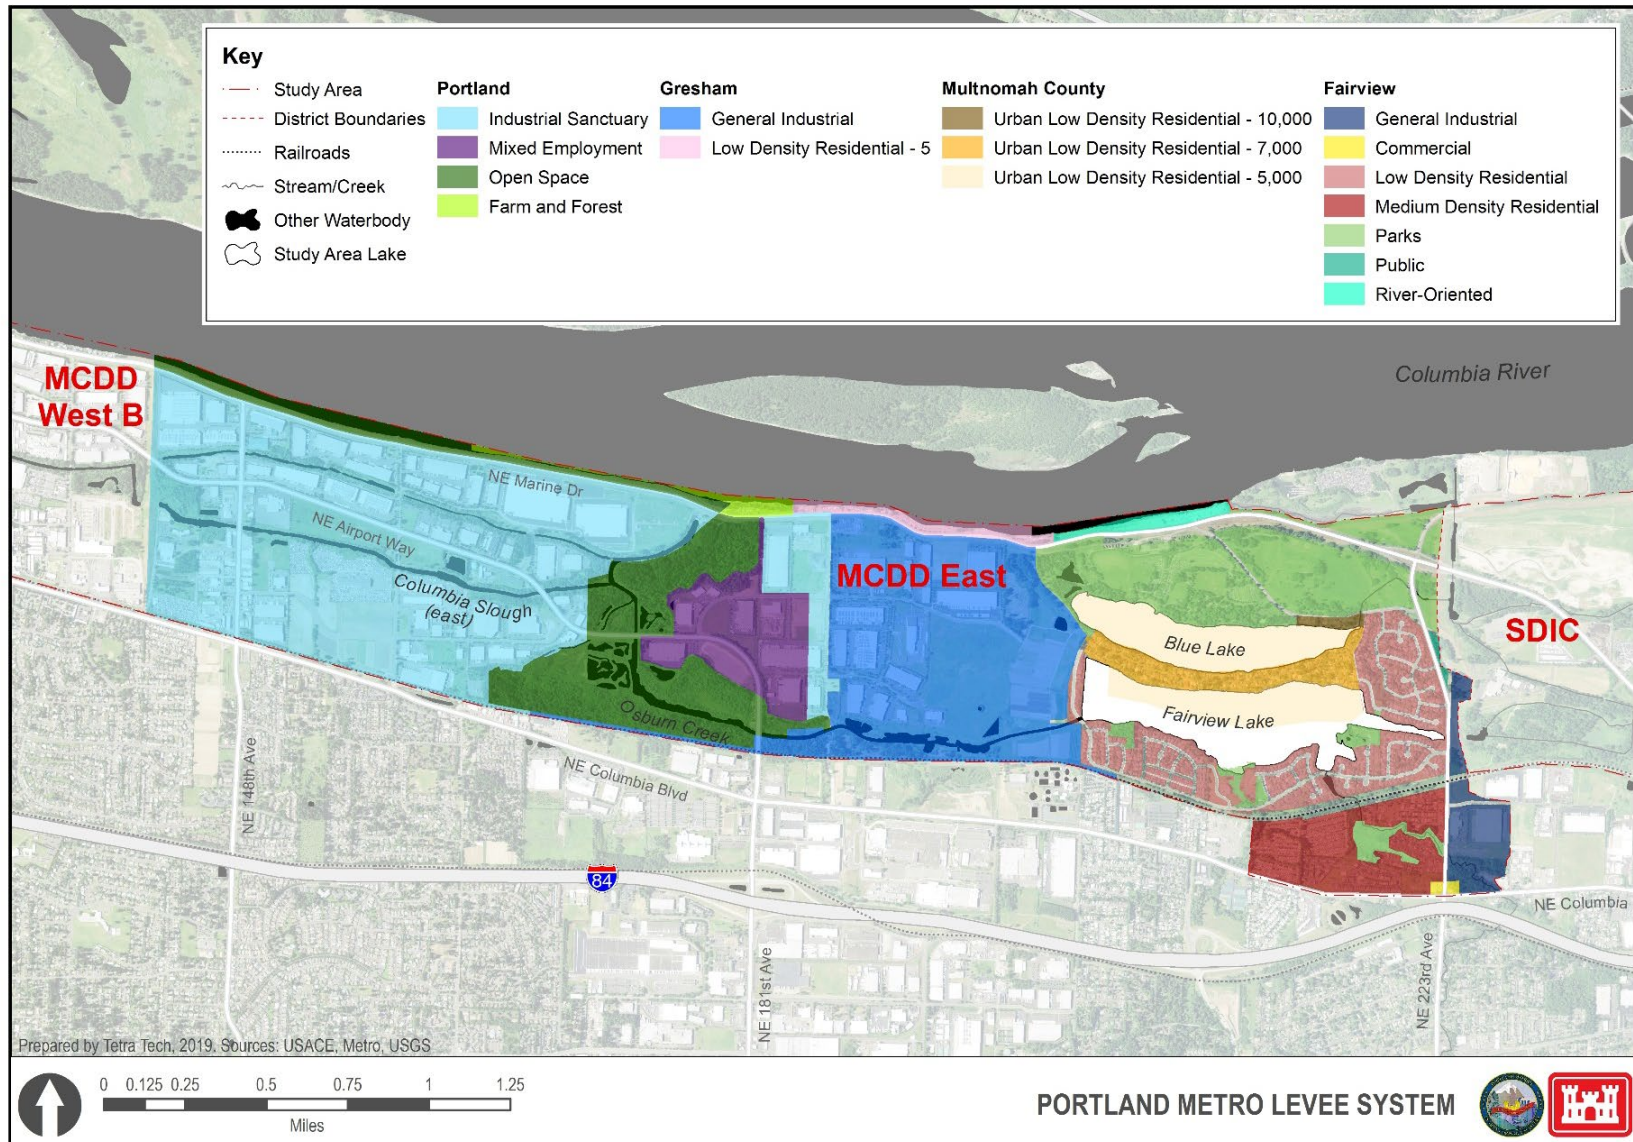 Key
Study Area
District Boundaries
Railroads
Stream/Creek
Other Waterbody
Study Area Lake
Portland
Industrial Sanctuary
Mixed Employment
Open Space
Farm and Forest
Gresham
General Industrial
Low Density Residential - 5
Multnomah County
Urban Low Density Residential - 10,000
Urban Low Density Residential - 7,000
Urban Low Density Residential - 5,000
Fairview
General Industrial
Commercial
Low Density Residential
Medium Density Residential
Parks
Public
River-Oriented
Columbia River
MCDD
West B
NE Marine Dr
NE Airport Way
Columbia Slough
(east)
MCDD East
SDIC
Blue Lake
Fairview Lake
Osburn Creek
NE Columbia Blvd
NE 148th Ave
84
NE 181st Ave
NE 223rd Ave
NE Columbia
Prepared by Tetra Tech, 2019. Sources: USACE, Metro, USGS
0 0.125 0.25 0.5 0.75 1 1.25
Miles
PORTLAND METRO LEVEE SYSTEM